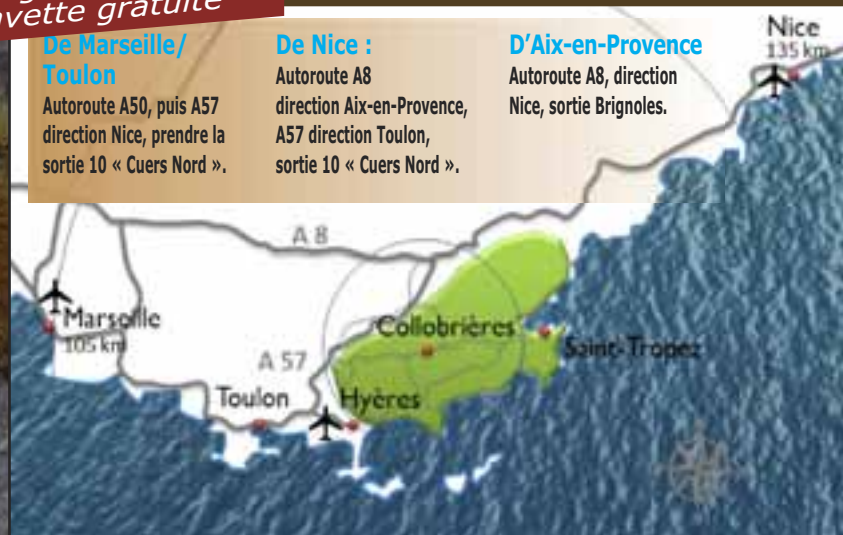 gratuite
De Marseille/
Toulon
Autoroute A50, puis A57
direction Nice, prendre la
sortie 10 « Cuers Nord ».
De Nice :
Autoroute A8
direction Aix-en-Provence,
A57 direction Toulon,
sortie 10 « Cuers Nord ».
D'Aix-en-Provence
Autoroute A8, direction
Nice, sortie Brignoles.
Nice
135 km
A 8
Marseille
105 km
Collobrières
Saint-Tropez
A 57
Toulon
Hyères